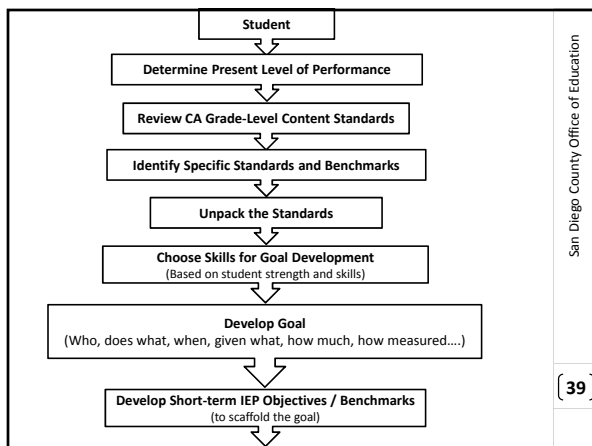 Student
Determine Present Level of Performance
Review CA Grade-Level Content Standards
Identify Specific Standards and Benchmarks
Unpack the Standards
Choose Skills for Goal Development
(Based on student strength and skills)
Develop Goal
(Who, does what, when, given what, how much, how measured….)
Develop Short-term IEP Objectives / Benchmarks
(to scaffold the goal)
San Diego County Office of Education
39